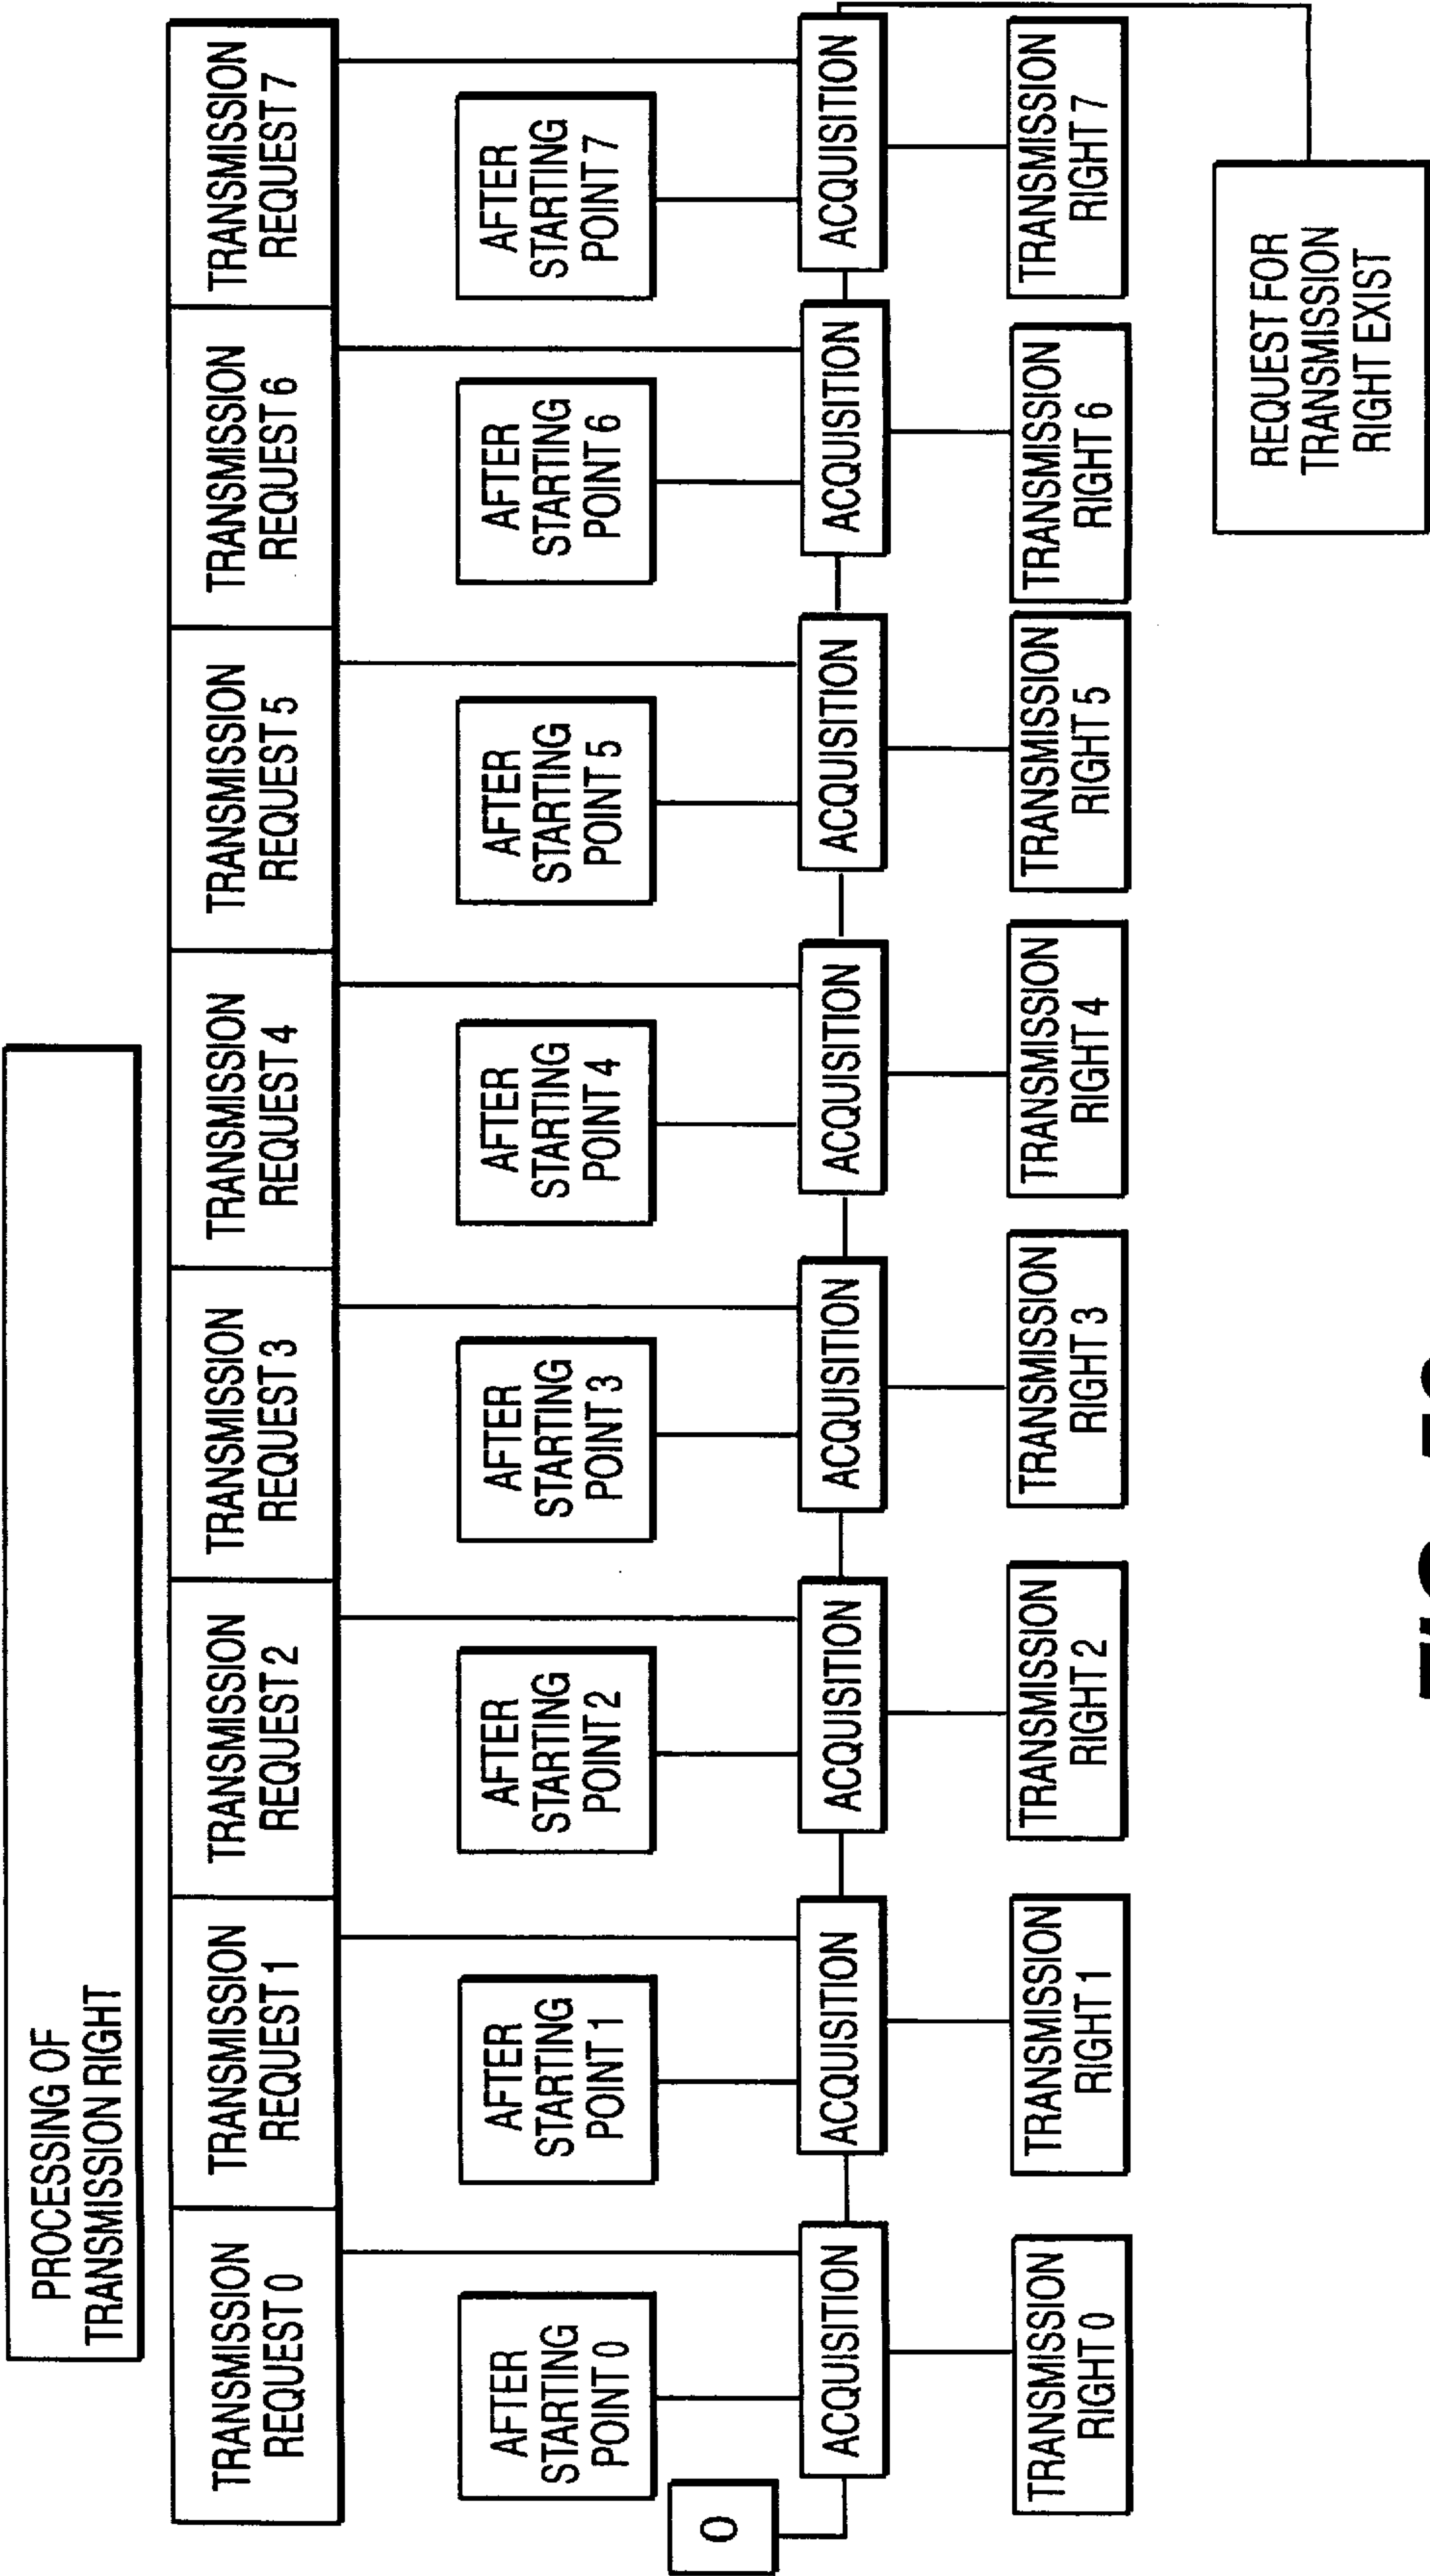 PROCESSING OF
TRANSMISSION RIGHT
TRANSMISSION
REQUEST 0
TRANSMISSION
REQUEST 1
TRANSMISSION
REQUEST 2
TRANSMISSION
REQUEST 3
TRANSMISSION
REQUEST 4
TRANSMISSION
REQUEST 5
TRANSMISSION
REQUEST 6
TRANSMISSION
REQUEST 7
AFTER
STARTING
POINT 0
AFTER
STARTING
POINT 1
AFTER
STARTING
POINT 2
AFTER
STARTING
POINT 3
AFTER
STARTING
POINT 4
AFTER
STARTING
POINT 5
AFTER
STARTING
POINT 6
AFTER
STARTING
POINT 7
0
ACQUISITION
ACQUISITION
ACQUISITION
ACQUISITION
ACQUISITION
ACQUISITION
ACQUISITION
ACQUISITION
TRANSMISSION
RIGHT 0
TRANSMISSION
RIGHT 1
TRANSMISSION
RIGHT 2
TRANSMISSION
RIGHT 3
TRANSMISSION
RIGHT 4
TRANSMISSION
RIGHT 5
TRANSMISSION
RIGHT 6
TRANSMISSION
RIGHT 7
REQUEST FOR
TRANSMISSION
RIGHT EXIST